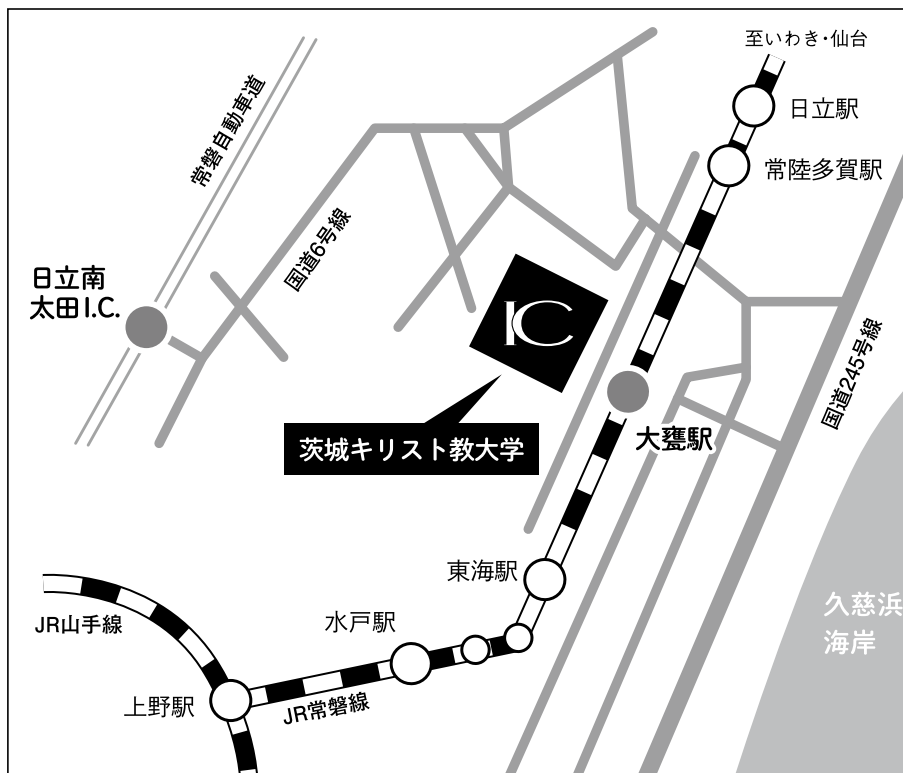 至いわき・仙台
日立駅
常陸多賀駅
常磐自動車道
国道6号線
日立南
太田I.C.
IC
国道245号線
大甕駅
茨城キリスト教大学
東海駅
久慈浜
海岸
水戸駅
JR山手線
上野駅
JR常磐線